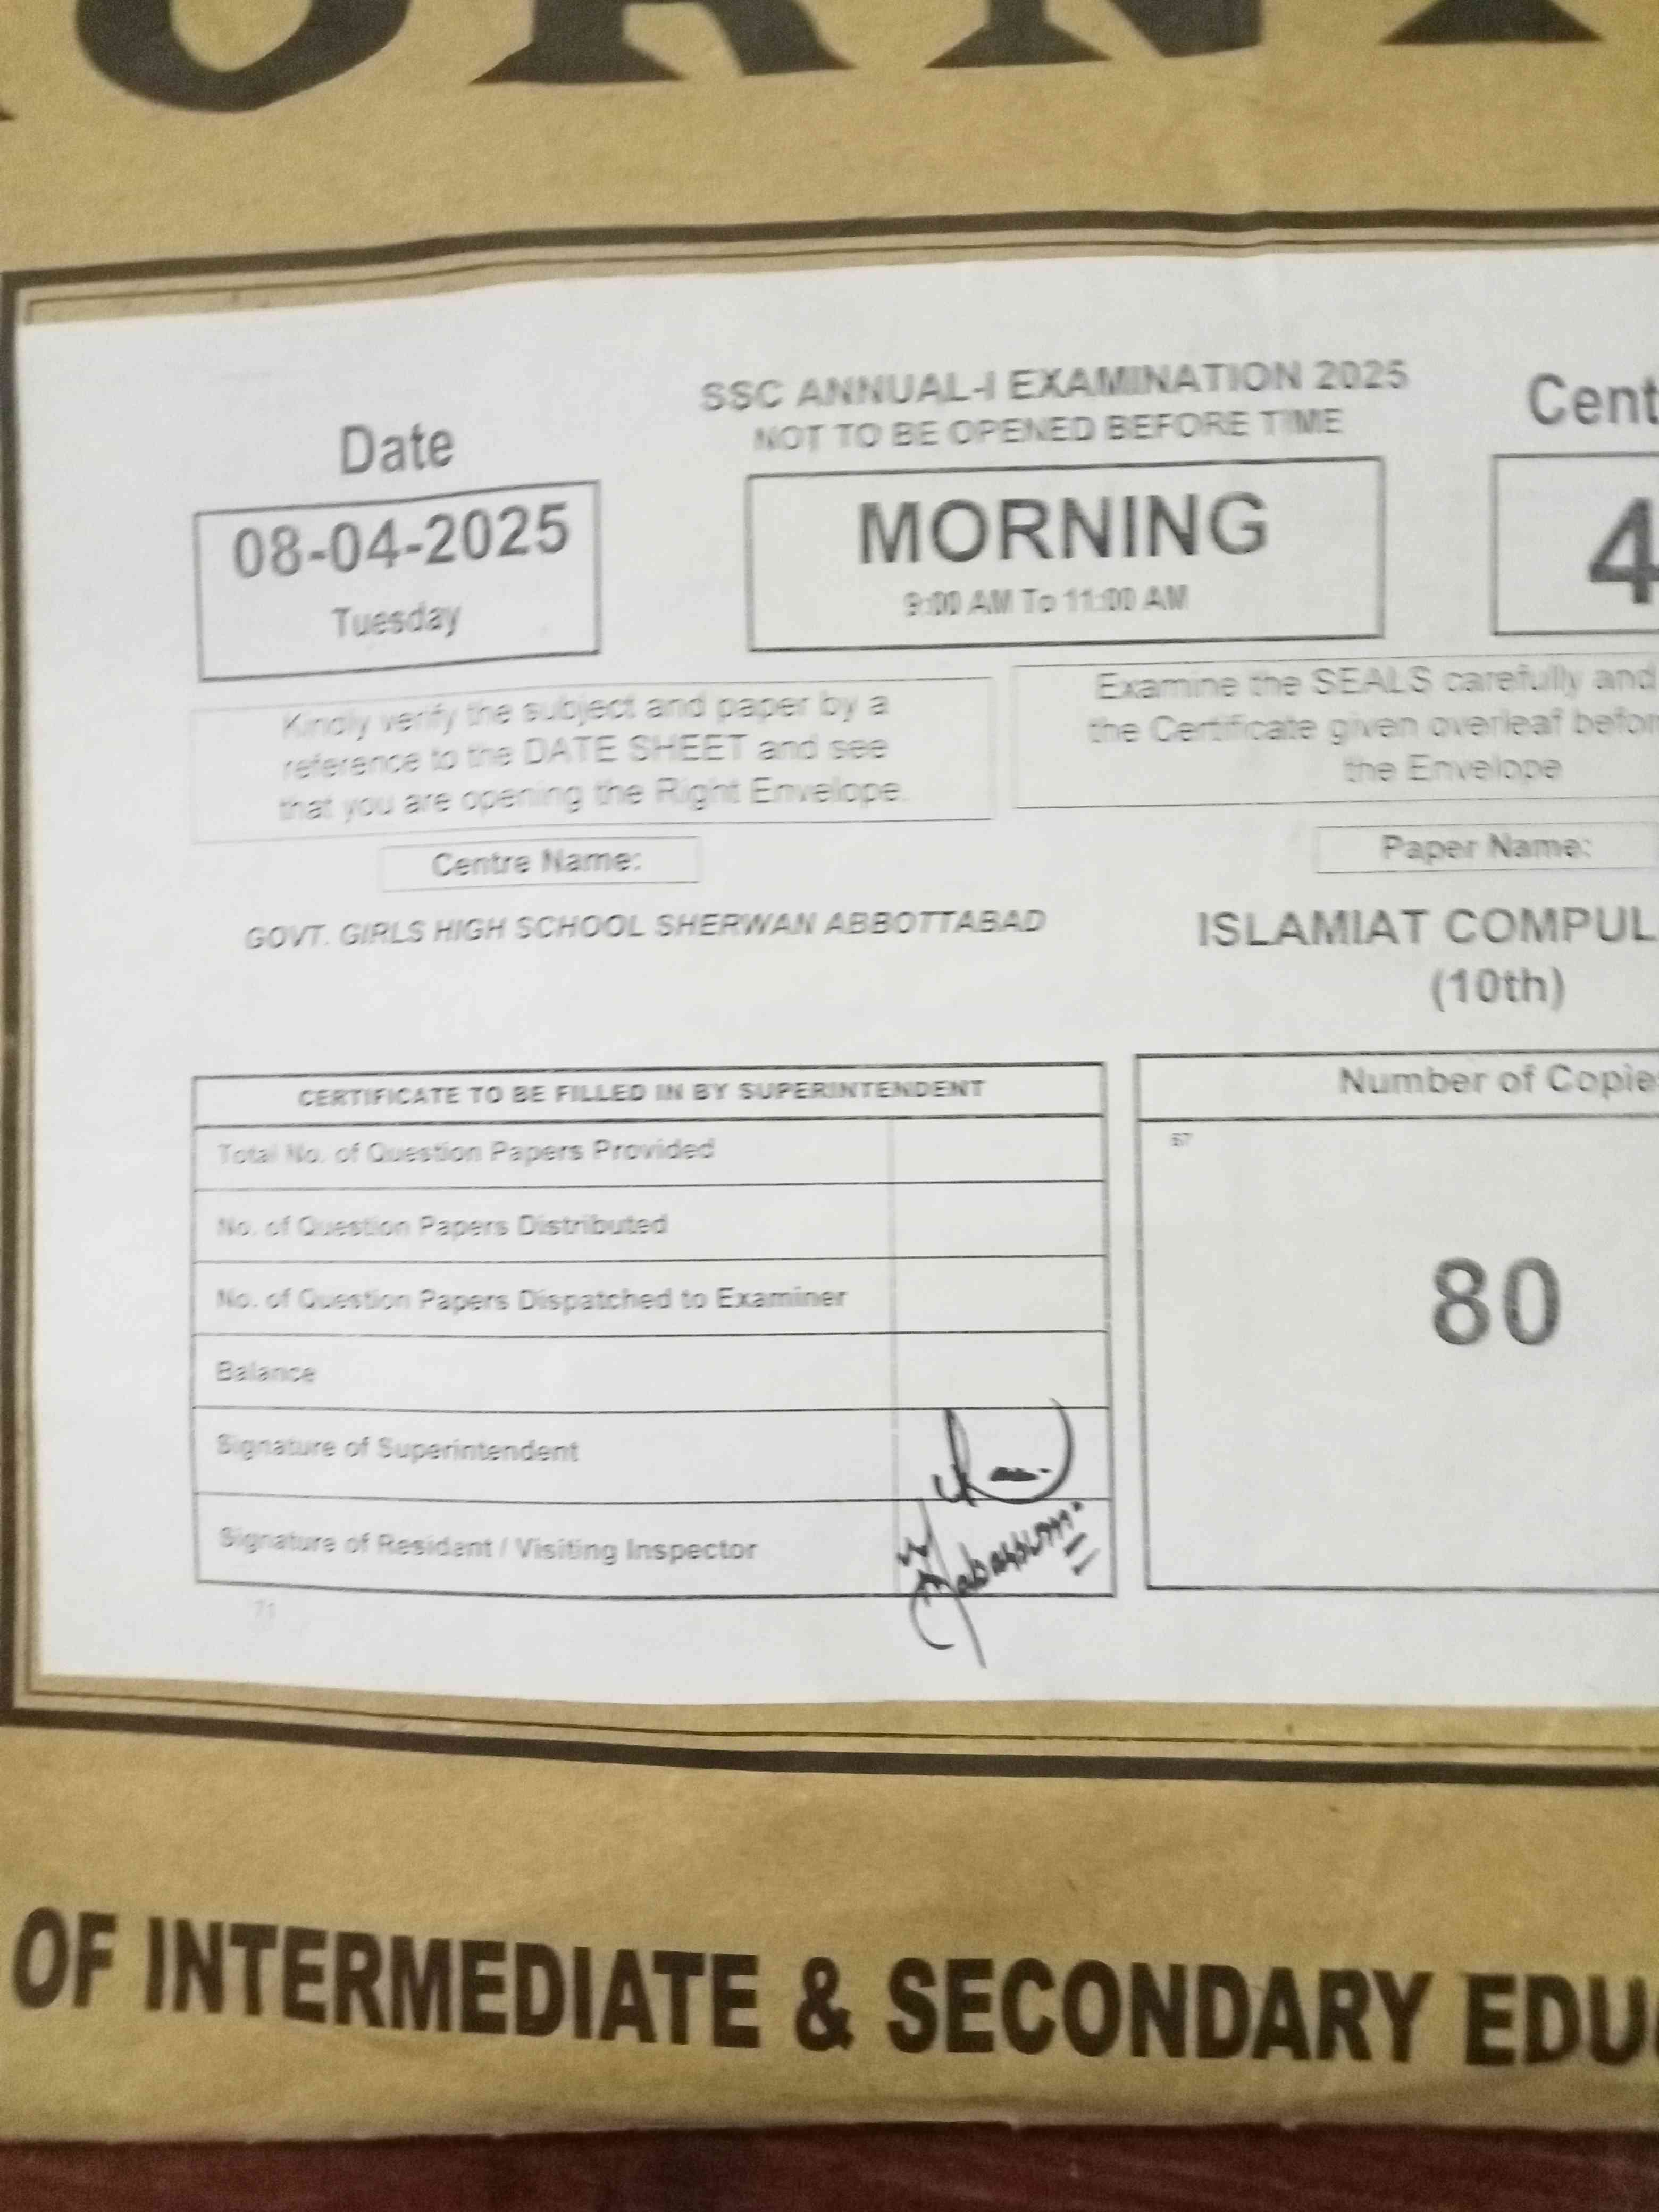 ORNI
SSC ANNUAL-I EXAMINATION 2025
NOT TO BE OPENED BEFORE TIME
Date
08-04-2025
Tuesday
MORNING
9:00 AM To 11:00 AM
Cent
4
Kindly verify the subject and paper by a
reference to the DATE SHEET and see
that you are opening the Right Envelope.
Examine the SEALS carefully and
the Certificate given overleaf befor
the Envelope
Centre Name:
GOVT. GIRLS HIGH SCHOOL SHERWAN ABBOTTABAD
Paper Name:
ISLAMIAT COMPUL
(10th)
CERTIFICATE TO BE FILLED IN BY SUPERINTENDENT
Total No. of Question Papers Provided
No. of Question Papers Distributed
No. of Question Papers Dispatched to Examiner
Balance
Signature of Superintendent
Signature of Resident / Visiting Inspector
71
Number of Copie
67
80
OF INTERMEDIATE & SECONDARY EDU